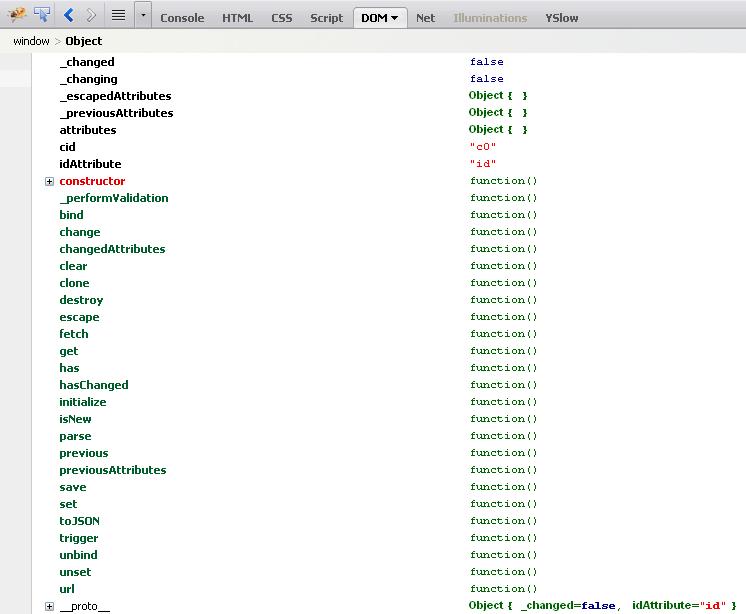 Console HTML CSS Script DOM Net Illuminations YSlow
window > Object
_changed false
_changing false
_escapedAttributes Object { }
_previousAttributes Object { }
attributes Object { }
cid "c0"
idAttribute "id"
constructor function()
_performValidation function()
bind function()
change function()
changedAttributes function()
clear function()
clone function()
destroy function()
escape function()
fetch function()
get function()
has function()
hasChanged function()
initialize function()
isNew function()
parse function()
previous function()
previousAttributes function()
save function()
set function()
toJSON function()
trigger function()
unbind function()
unset function()
url function()
__proto__ Object { _changed=false, idAttribute="id" }